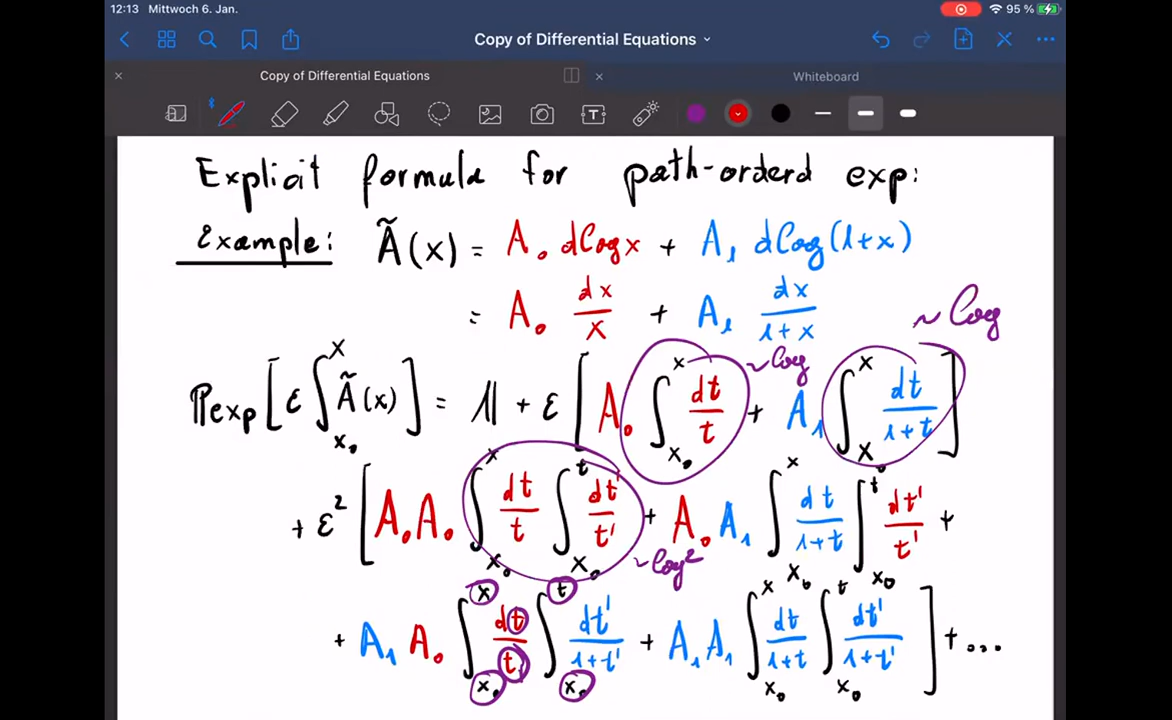 12:13 Mittwoch 6. Jan. 95 %
Copy of Differential Equations
Copy of Differential Equations Whiteboard
Explicit formula for path-orderd exp:
Example: Ã(x) = A₀ dlog x + A₁ dlog(1+x)
= A₀ dx/x + A₁ dx/(1+x)
~ log
ℙexp[ε ∫_{x₀}^{x} Ã(x)] = 𝟙 + ε [A₀ ∫_{x₀}^{x} dt/t + A₁ ∫_{x₀}^{x} dt/(1+t)]
~ log
+ ε² [A₀A₀ ∫_{x₀}^{x} dt/t ∫_{x₀}^{t} dt'/t' + A₀A₁ ∫_{x₀}^{x} dt/(1+t) ∫_{x₀}^{t} dt'/t' +
~ log²
+ A₁A₀ ∫_{x₀}^{x} dt/t ∫_{x₀}^{t} dt'/(1+t') + A₁A₁ ∫_{x₀}^{x} dt/(1+t) ∫_{x₀}^{t} dt'/(1+t')] + ...